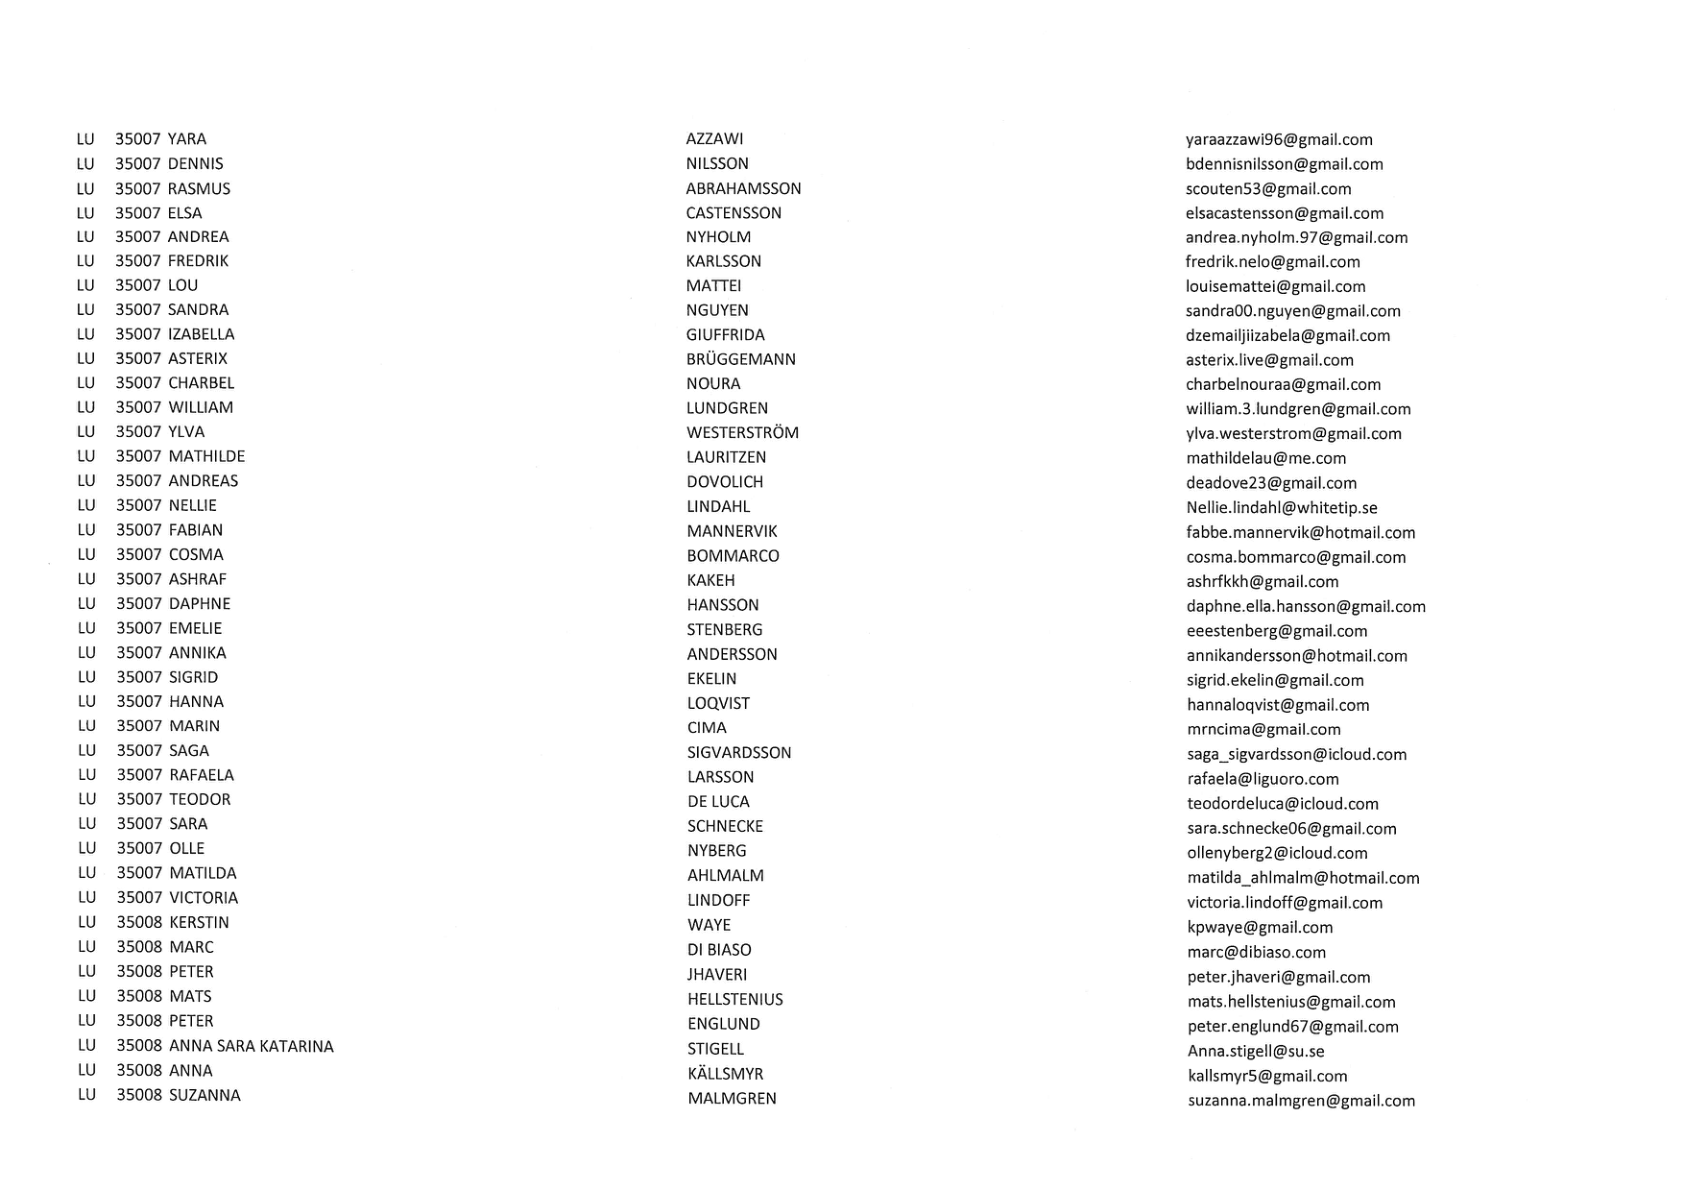 LU 35007 YARA AZZAWI yaraazzawi96@gmail.com
LU 35007 DENNIS NILSSON bdennisnilsson@gmail.com
LU 35007 RASMUS ABRAHAMSSON scouten53@gmail.com
LU 35007 ELSA CASTENSSON elsacastensson@gmail.com
LU 35007 ANDREA NYHOLM andrea.nyholm.97@gmail.com
LU 35007 FREDRIK KARLSSON fredrik.nelo@gmail.com
LU 35007 LOU MATTEI louisemattei@gmail.com
LU 35007 SANDRA NGUYEN sandra00.nguyen@gmail.com
LU 35007 IZABELLA GIUFFRIDA dzemailjiizabela@gmail.com
LU 35007 ASTERIX BRÜGGEMANN asterix.live@gmail.com
LU 35007 CHARBEL NOURA charbelnouraa@gmail.com
LU 35007 WILLIAM LUNDGREN william.3.lundgren@gmail.com
LU 35007 YLVA WESTERSTRÖM ylva.westerstrom@gmail.com
LU 35007 MATHILDE LAURITZEN mathildelau@me.com
LU 35007 ANDREAS DOVOLICH deadove23@gmail.com
LU 35007 NELLIE LINDAHL Nellie.lindahl@whitetip.se
LU 35007 FABIAN MANNERVIK fabbe.mannervik@hotmail.com
LU 35007 COSMA BOMMARCO cosma.bommarco@gmail.com
LU 35007 ASHRAF KAKEH ashrfkkh@gmail.com
LU 35007 DAPHNE HANSSON daphne.ella.hansson@gmail.com
LU 35007 EMELIE STENBERG eeestenberg@gmail.com
LU 35007 ANNIKA ANDERSSON annikandersson@hotmail.com
LU 35007 SIGRID EKELIN sigrid.ekelin@gmail.com
LU 35007 HANNA LOQVIST hannaloqvist@gmail.com
LU 35007 MARIN CIMA mrncima@gmail.com
LU 35007 SAGA SIGVARDSSON saga_sigvardsson@icloud.com
LU 35007 RAFAELA LARSSON rafaela@liguoro.com
LU 35007 TEODOR DE LUCA teodordeluca@icloud.com
LU 35007 SARA SCHNECKE sara.schnecke06@gmail.com
LU 35007 OLLE NYBERG ollenyberg2@icloud.com
LU 35007 MATILDA AHLMALM matilda_ahlmalm@hotmail.com
LU 35007 VICTORIA LINDOFF victoria.lindoff@gmail.com
LU 35008 KERSTIN WAYE kpwaye@gmail.com
LU 35008 MARC DI BIASO marc@dibiaso.com
LU 35008 PETER JHAVERI peter.jhaveri@gmail.com
LU 35008 MATS HELLSTENIUS mats.hellstenius@gmail.com
LU 35008 PETER ENGLUND peter.englund67@gmail.com
LU 35008 ANNA SARA KATARINA STIGELL Anna.stigell@su.se
LU 35008 ANNA KÄLLSMYR kallsmyr5@gmail.com
LU 35008 SUZANNA MALMGREN suzanna.malmgren@gmail.com